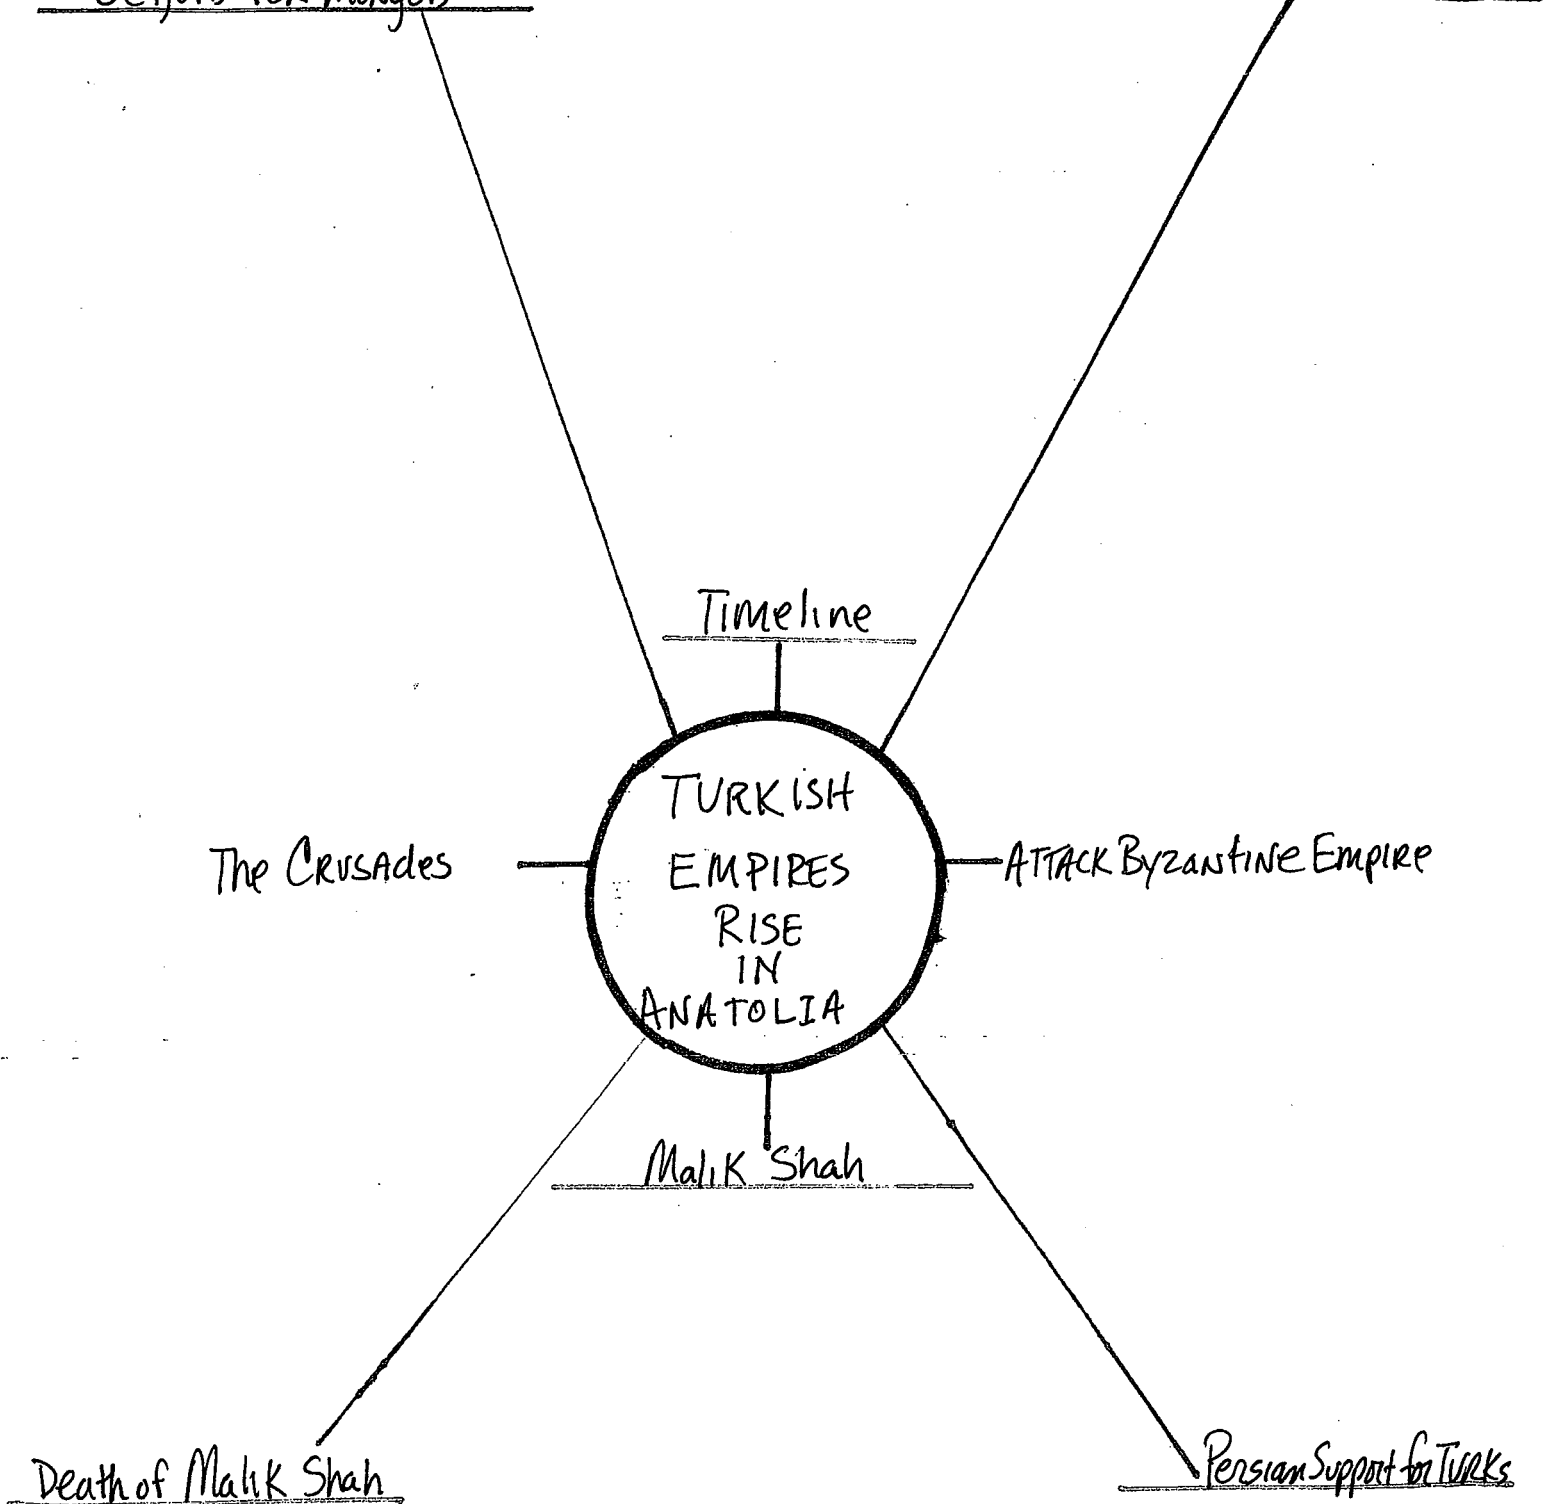 Timeline
TURKISH
EMPIRES
RISE
IN
ANATOLIA
The Crusades
Attack Byzantine Empire
Malik Shah
Death of Malik Shah
Persian Support for Turks